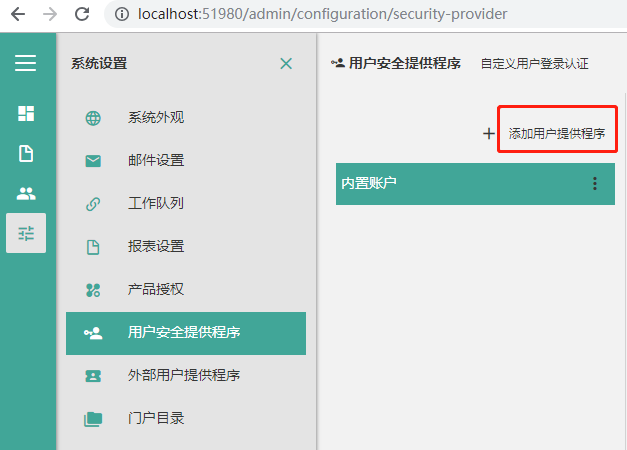 localhost:51980/admin/configuration/security-provider
系统设置
系统外观
邮件设置
工作队列
报表设置
产品授权
用户安全提供程序
外部用户提供程序
门户目录
用户安全提供程序 自定义用户登录认证
添加用户提供程序
内置账户